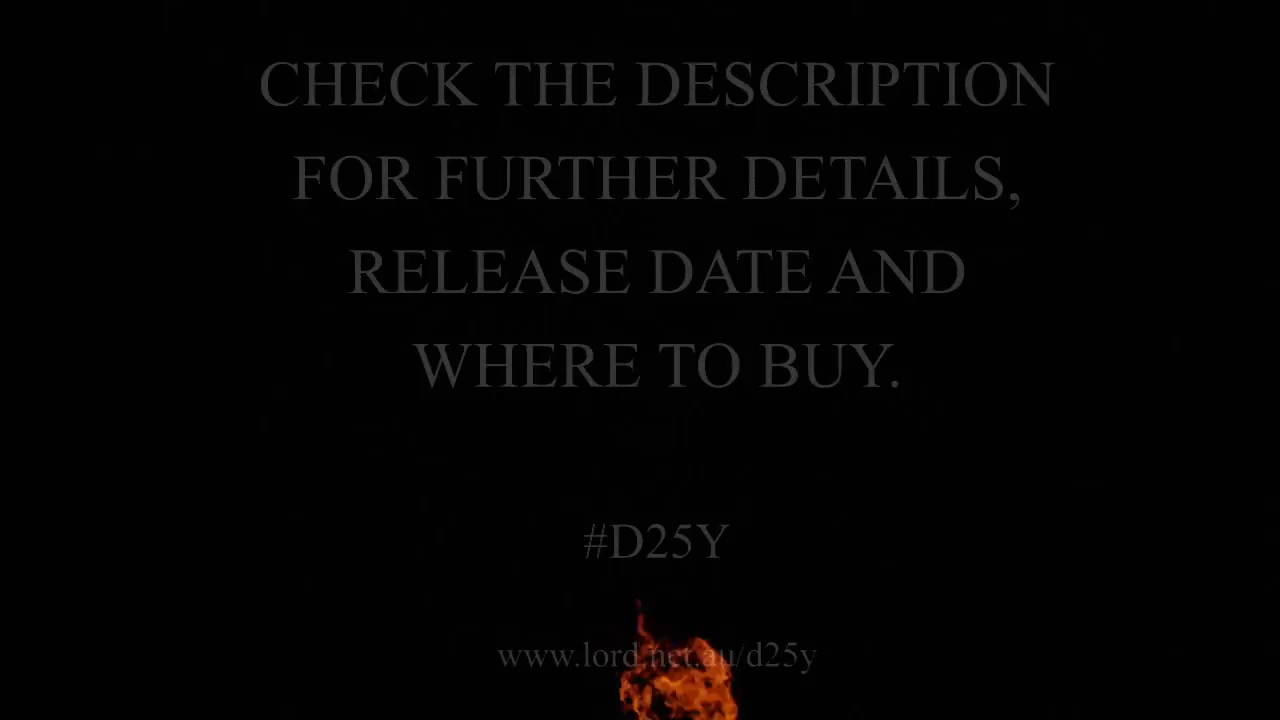 CHECK THE DESCRIPTION
FOR FURTHER DETAILS,
RELEASE DATE AND
WHERE TO BUY.
#D25Y
www.lord.net.au/d25y